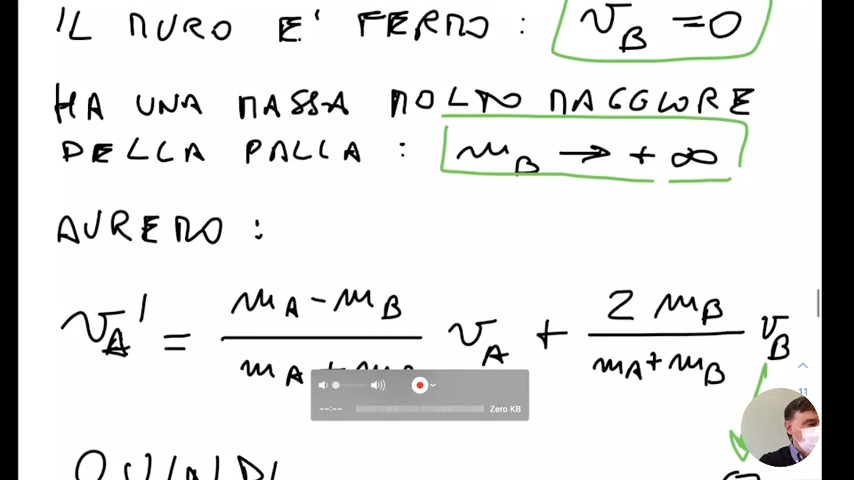 IL MURO E' FERMO : v_B = 0
HA UNA MASSA MOLTO MAGGIORE
DELLA PALLA : m_B → + ∞
AVREMO :
v_A' = (m_A - m_B) / (m_A + m_B) v_A + (2 m_B) / (m_A + m_B) v_B
--:-- Zero KB
11
QUINDI